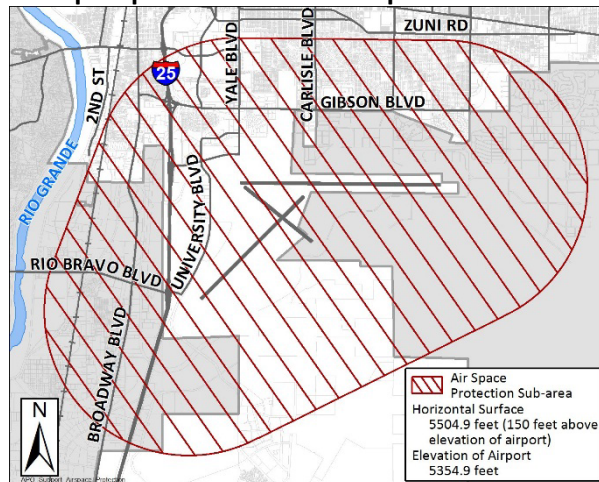 ZUNI RD
YALE BLVD
CARLISLE BLVD
2ND ST
25
GIBSON BLVD
RIO GRANDE
UNIVERSITY BLVD
RIO BRAVO BLVD
BROADWAY BLVD
Air Space
Protection Sub-area
Horizontal Surface
5504.9 feet (150 feet above
elevation of airport)
Elevation of Airport
5354.9 feet
N